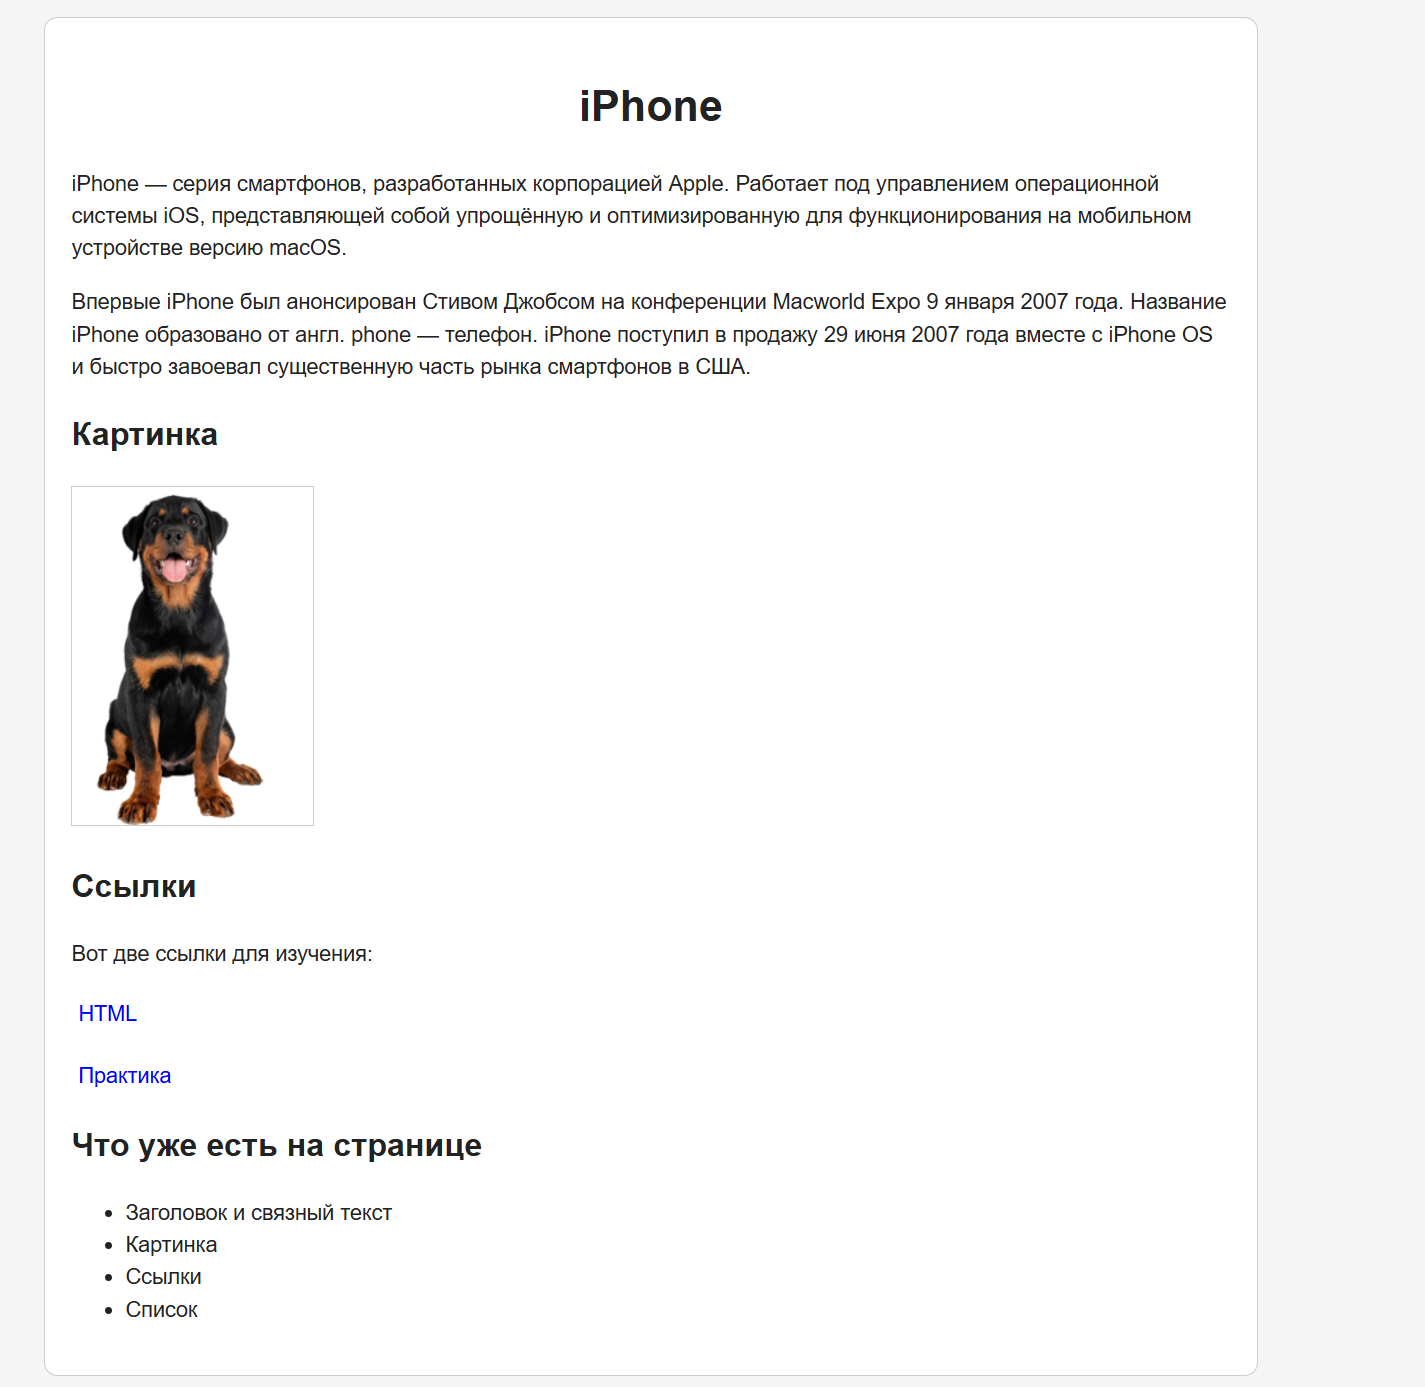 iPhone
iPhone — серия смартфонов, разработанных корпорацией Apple. Работает под управлением операционной
системы iOS, представляющей собой упрощённую и оптимизированную для функционирования на мобильном
устройстве версию macOS.
Впервые iPhone был анонсирован Стивом Джобсом на конференции Macworld Expo 9 января 2007 года. Название
iPhone образовано от англ. phone — телефон. iPhone поступил в продажу 29 июня 2007 года вместе с iPhone OS
и быстро завоевал существенную часть рынка смартфонов в США.
Картинка
Ссылки
Вот две ссылки для изучения:
HTML
Практика
Что уже есть на странице
• Заголовок и связный текст
• Картинка
• Ссылки
• Список